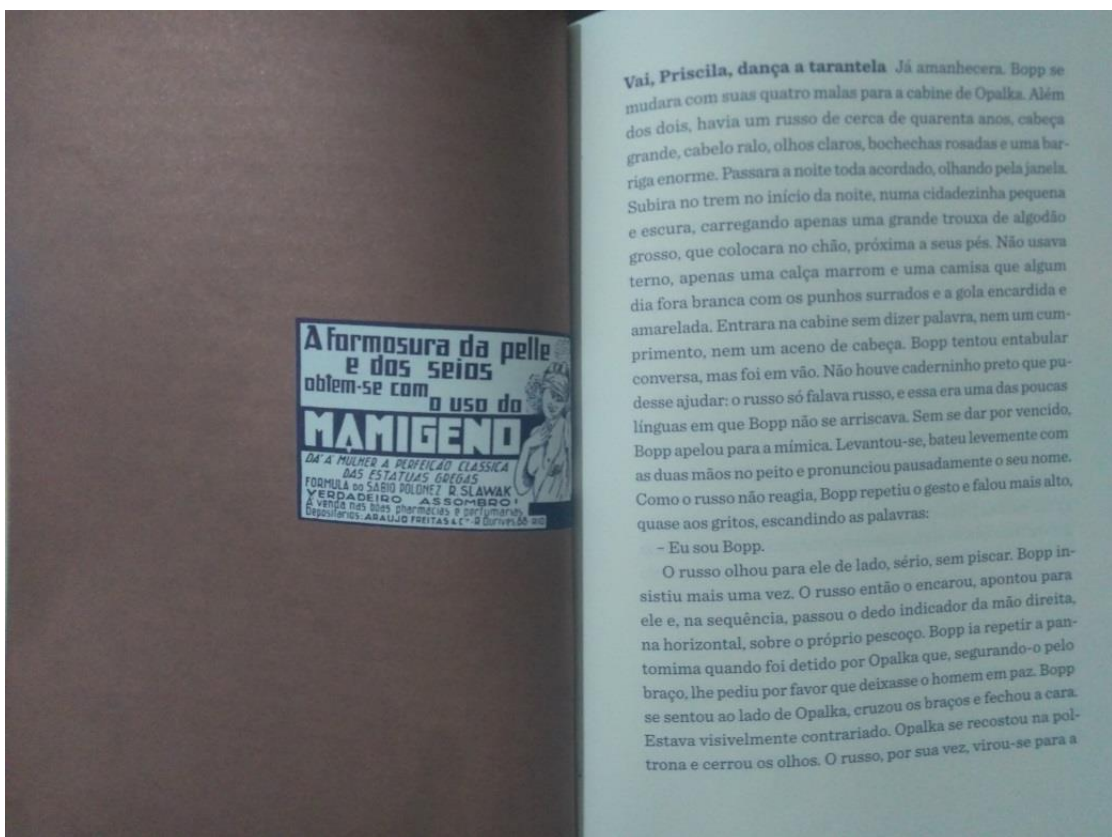 A formosura da pelle
e dos seios
obtem-se com
o uso do
MAMIGENO
DA' Á MULHER A PERFEIÇÃO CLASSICA
DAS ESTATUAS GREGAS
FORMULA DO SABIO POLONEZ R. SLAWAK
VERDADEIRO ASSOMBRO!
Á venda nas bôas pharmacias e perfumarias
Depositarios: ARAUJO FREITAS & Cª - R. Ourives, 88 - RIO
Vai, Priscila, dança a tarantela Já amanhecera. Bopp se
mudara com suas quatro malas para a cabine de Opalka. Além
dos dois, havia um russo de cerca de quarenta anos, cabeça
grande, cabelo ralo, olhos claros, bochechas rosadas e uma bar-
riga enorme. Passara a noite toda acordado, olhando pela janela.
Subira no trem no início da noite, numa cidadezinha pequena
e escura, carregando apenas uma grande trouxa de algodão
grosso, que colocara no chão, próxima a seus pés. Não usava
terno, apenas uma calça marrom e uma camisa que algum
dia fora branca com os punhos surrados e a gola encardida e
amarelada. Entrara na cabine sem dizer palavra, nem um cum-
primento, nem um aceno de cabeça. Bopp tentou entabular
conversa, mas foi em vão. Não houve caderninho preto que pu-
desse ajudar: o russo só falava russo, e essa era uma das poucas
línguas em que Bopp não se arriscava. Sem se dar por vencido,
Bopp apelou para a mímica. Levantou-se, bateu levemente com
as duas mãos no peito e pronunciou pausadamente o seu nome.
Como o russo não reagia, Bopp repetiu o gesto e falou mais alto,
quase aos gritos, escandindo as palavras:
– Eu sou Bopp.
O russo olhou para ele de lado, sério, sem piscar. Bopp in-
sistiu mais uma vez. O russo então o encarou, apontou para
ele e, na sequência, passou o dedo indicador da mão direita,
na horizontal, sobre o próprio pescoço. Bopp ia repetir a pan-
tomima quando foi detido por Opalka que, segurando-o pelo
braço, lhe pediu por favor que deixasse o homem em paz. Bopp
se sentou ao lado de Opalka, cruzou os braços e fechou a cara.
Estava visivelmente contrariado. Opalka se recostou na pol-
trona e cerrou os olhos. O russo, por sua vez, virou-se para a